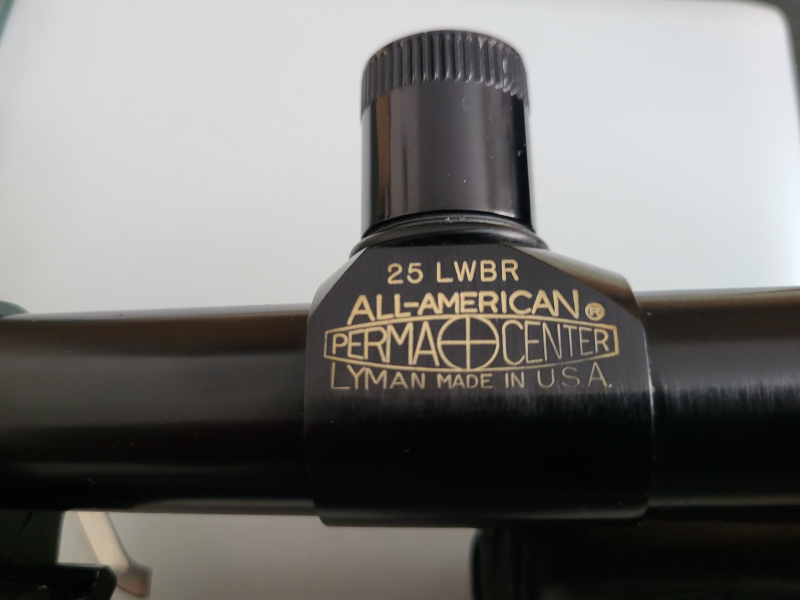 25 LWBR
ALL-AMERICAN®
PERMA CENTER
LYMAN MADE IN U.S.A.